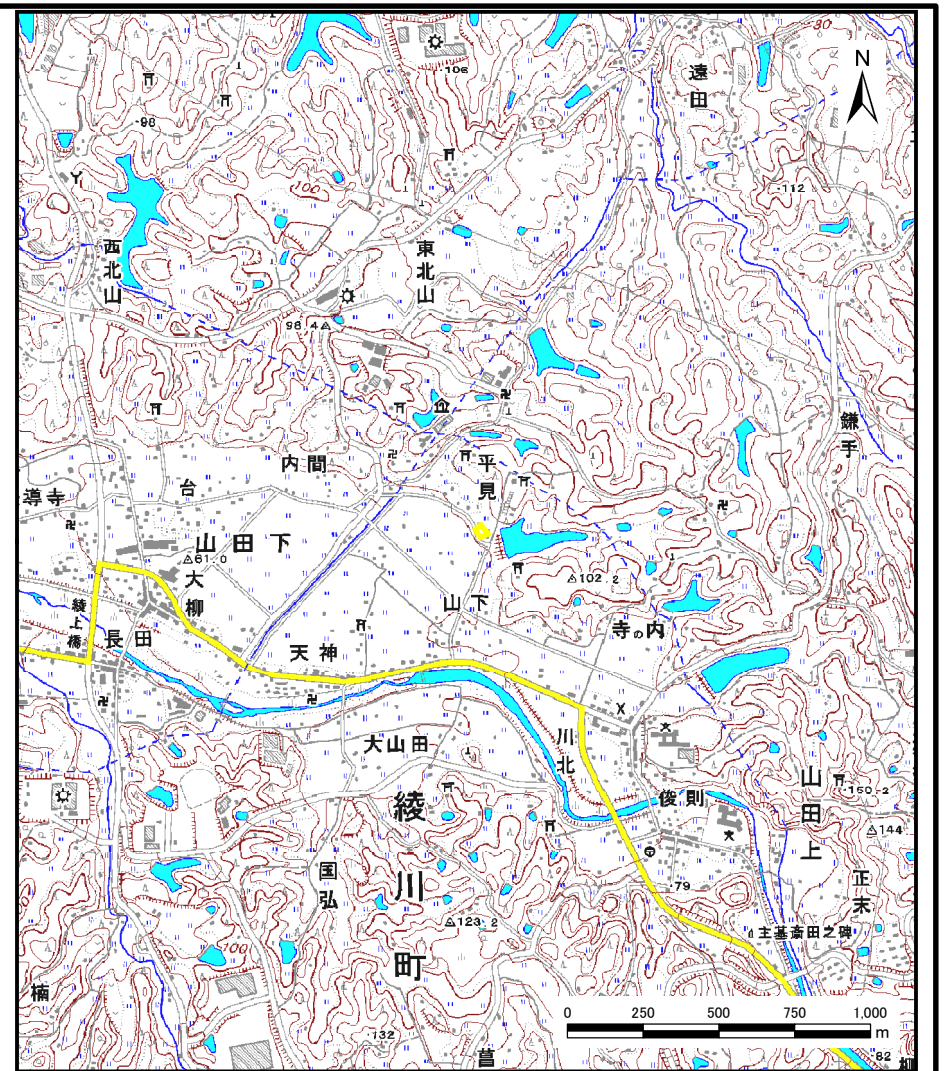 80
106
N
遠田
98
100
112
西北山
東北山
98.4
鎌手
内間
平見
台
導寺
山田下
61.0
大柳
102.2
山下
綾上橋
寺の内
長田
天神
大山田
川北
綾川町
俊則
山田上
160.2
144
国弘
79
正末
123.2
主基斎田之碑
100
楠
132
菖
0 250 500 750 1,000
m
82
柳